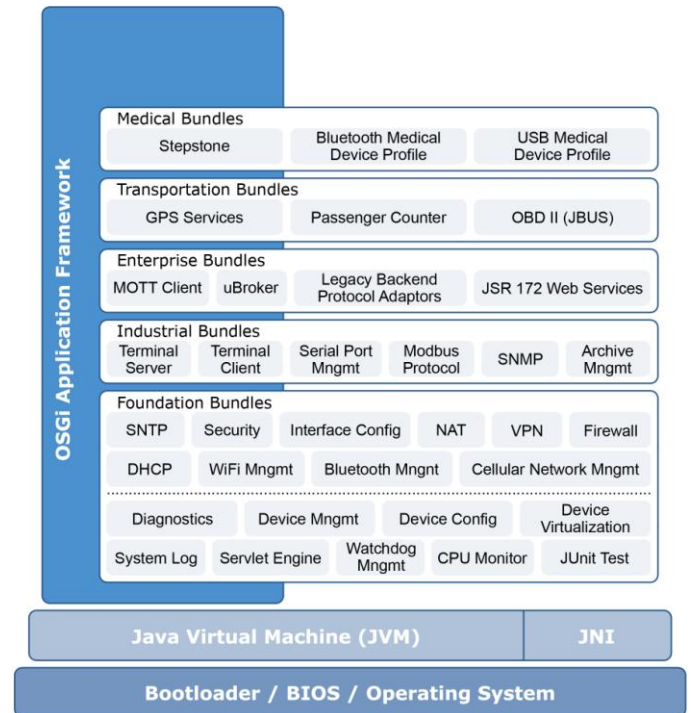 OSGi Application Framework
Medical Bundles
Stepstone
Bluetooth Medical
Device Profile
USB Medical
Device Profile
Transportation Bundles
GPS Services
Passenger Counter
OBD II (JBUS)
Enterprise Bundles
MOTT Client
uBroker
Legacy Backend
Protocol Adaptors
JSR 172 Web Services
Industrial Bundles
Terminal
Server
Terminal
Client
Serial Port
Mngmt
Modbus
Protocol
SNMP
Archive
Mngmt
Foundation Bundles
SNTP
Security
Interface Config
NAT
VPN
Firewall
DHCP
WiFi Mngmt
Bluetooth Mngnt
Cellular Network Mngmt
Diagnostics
Device Mngmt
Device Config
Device
Virtualization
System Log
Servlet Engine
Watchdog
Mngmt
CPU Monitor
JUnit Test
Java Virtual Machine (JVM)
JNI
Bootloader / BIOS / Operating System